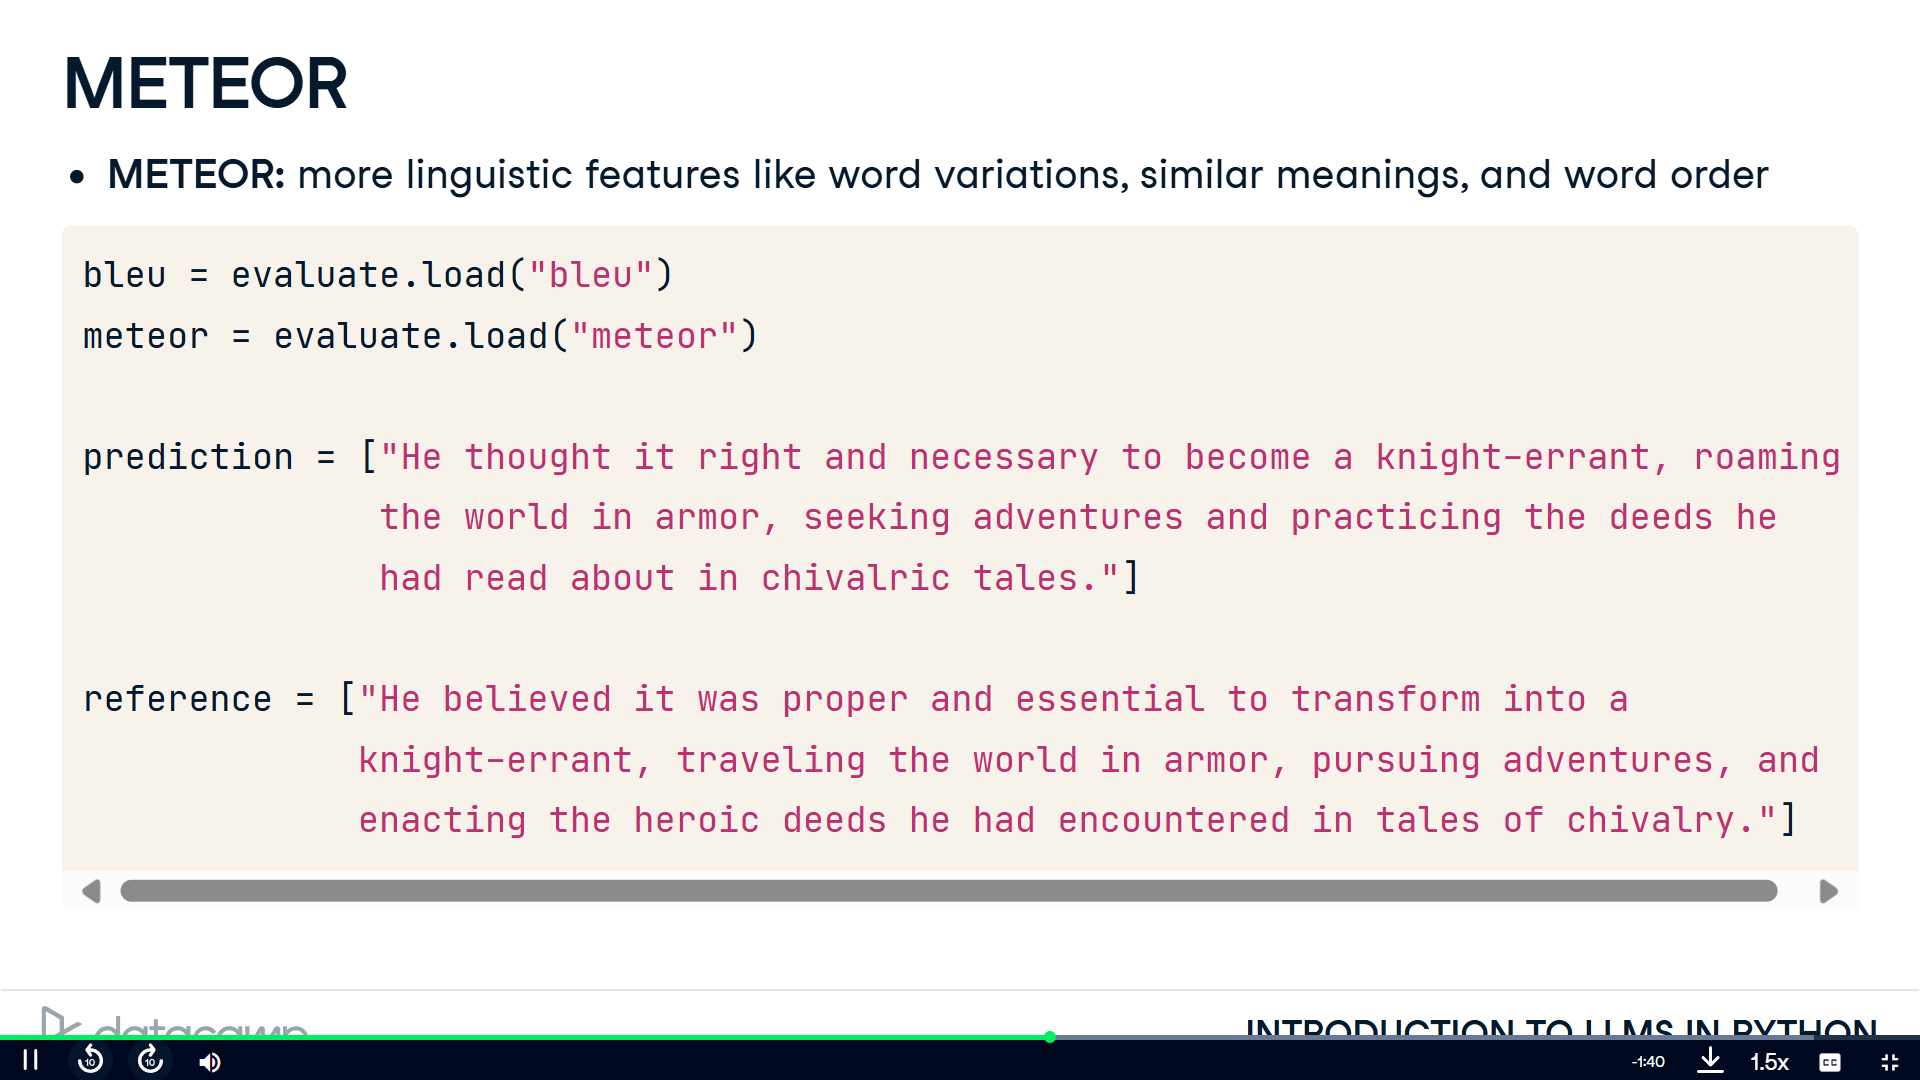 METEOR
• METEOR: more linguistic features like word variations, similar meanings, and word order
bleu = evaluate.load("bleu")
meteor = evaluate.load("meteor")
prediction = ["He thought it right and necessary to become a knight-errant, roaming
the world in armor, seeking adventures and practicing the deeds he
had read about in chivalric tales."]
reference = ["He believed it was proper and essential to transform into a
knight-errant, traveling the world in armor, pursuing adventures, and
enacting the heroic deeds he had encountered in tales of chivalry."]
datacamp
INTRODUCTION TO LLMS IN PYTHON
10
10
-1:40
1.5x
CC